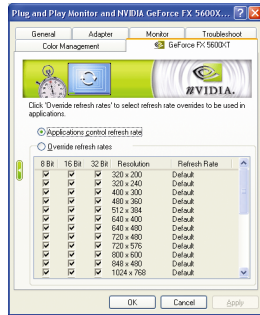 Plug and Play Monitor and NVIDIA GeForce FX 5600X...
General Adapter Monitor Troubleshoot
Color Management GeForce FX 5600XT
NVIDIA.
Click 'Override refresh rates' to select refresh rate overrides to be used in
applications.
Applications control refresh rate
Override refresh rates
8 Bit 16 Bit 32 Bit Resolution Refresh Rate
320 x 200 Default
320 x 240 Default
400 x 300 Default
480 x 360 Default
512 x 384 Default
640 x 400 Default
640 x 480 Default
720 x 480 Default
720 x 576 Default
800 x 600 Default
848 x 480 Default
1024 x 768 Default
OK Cancel Apply